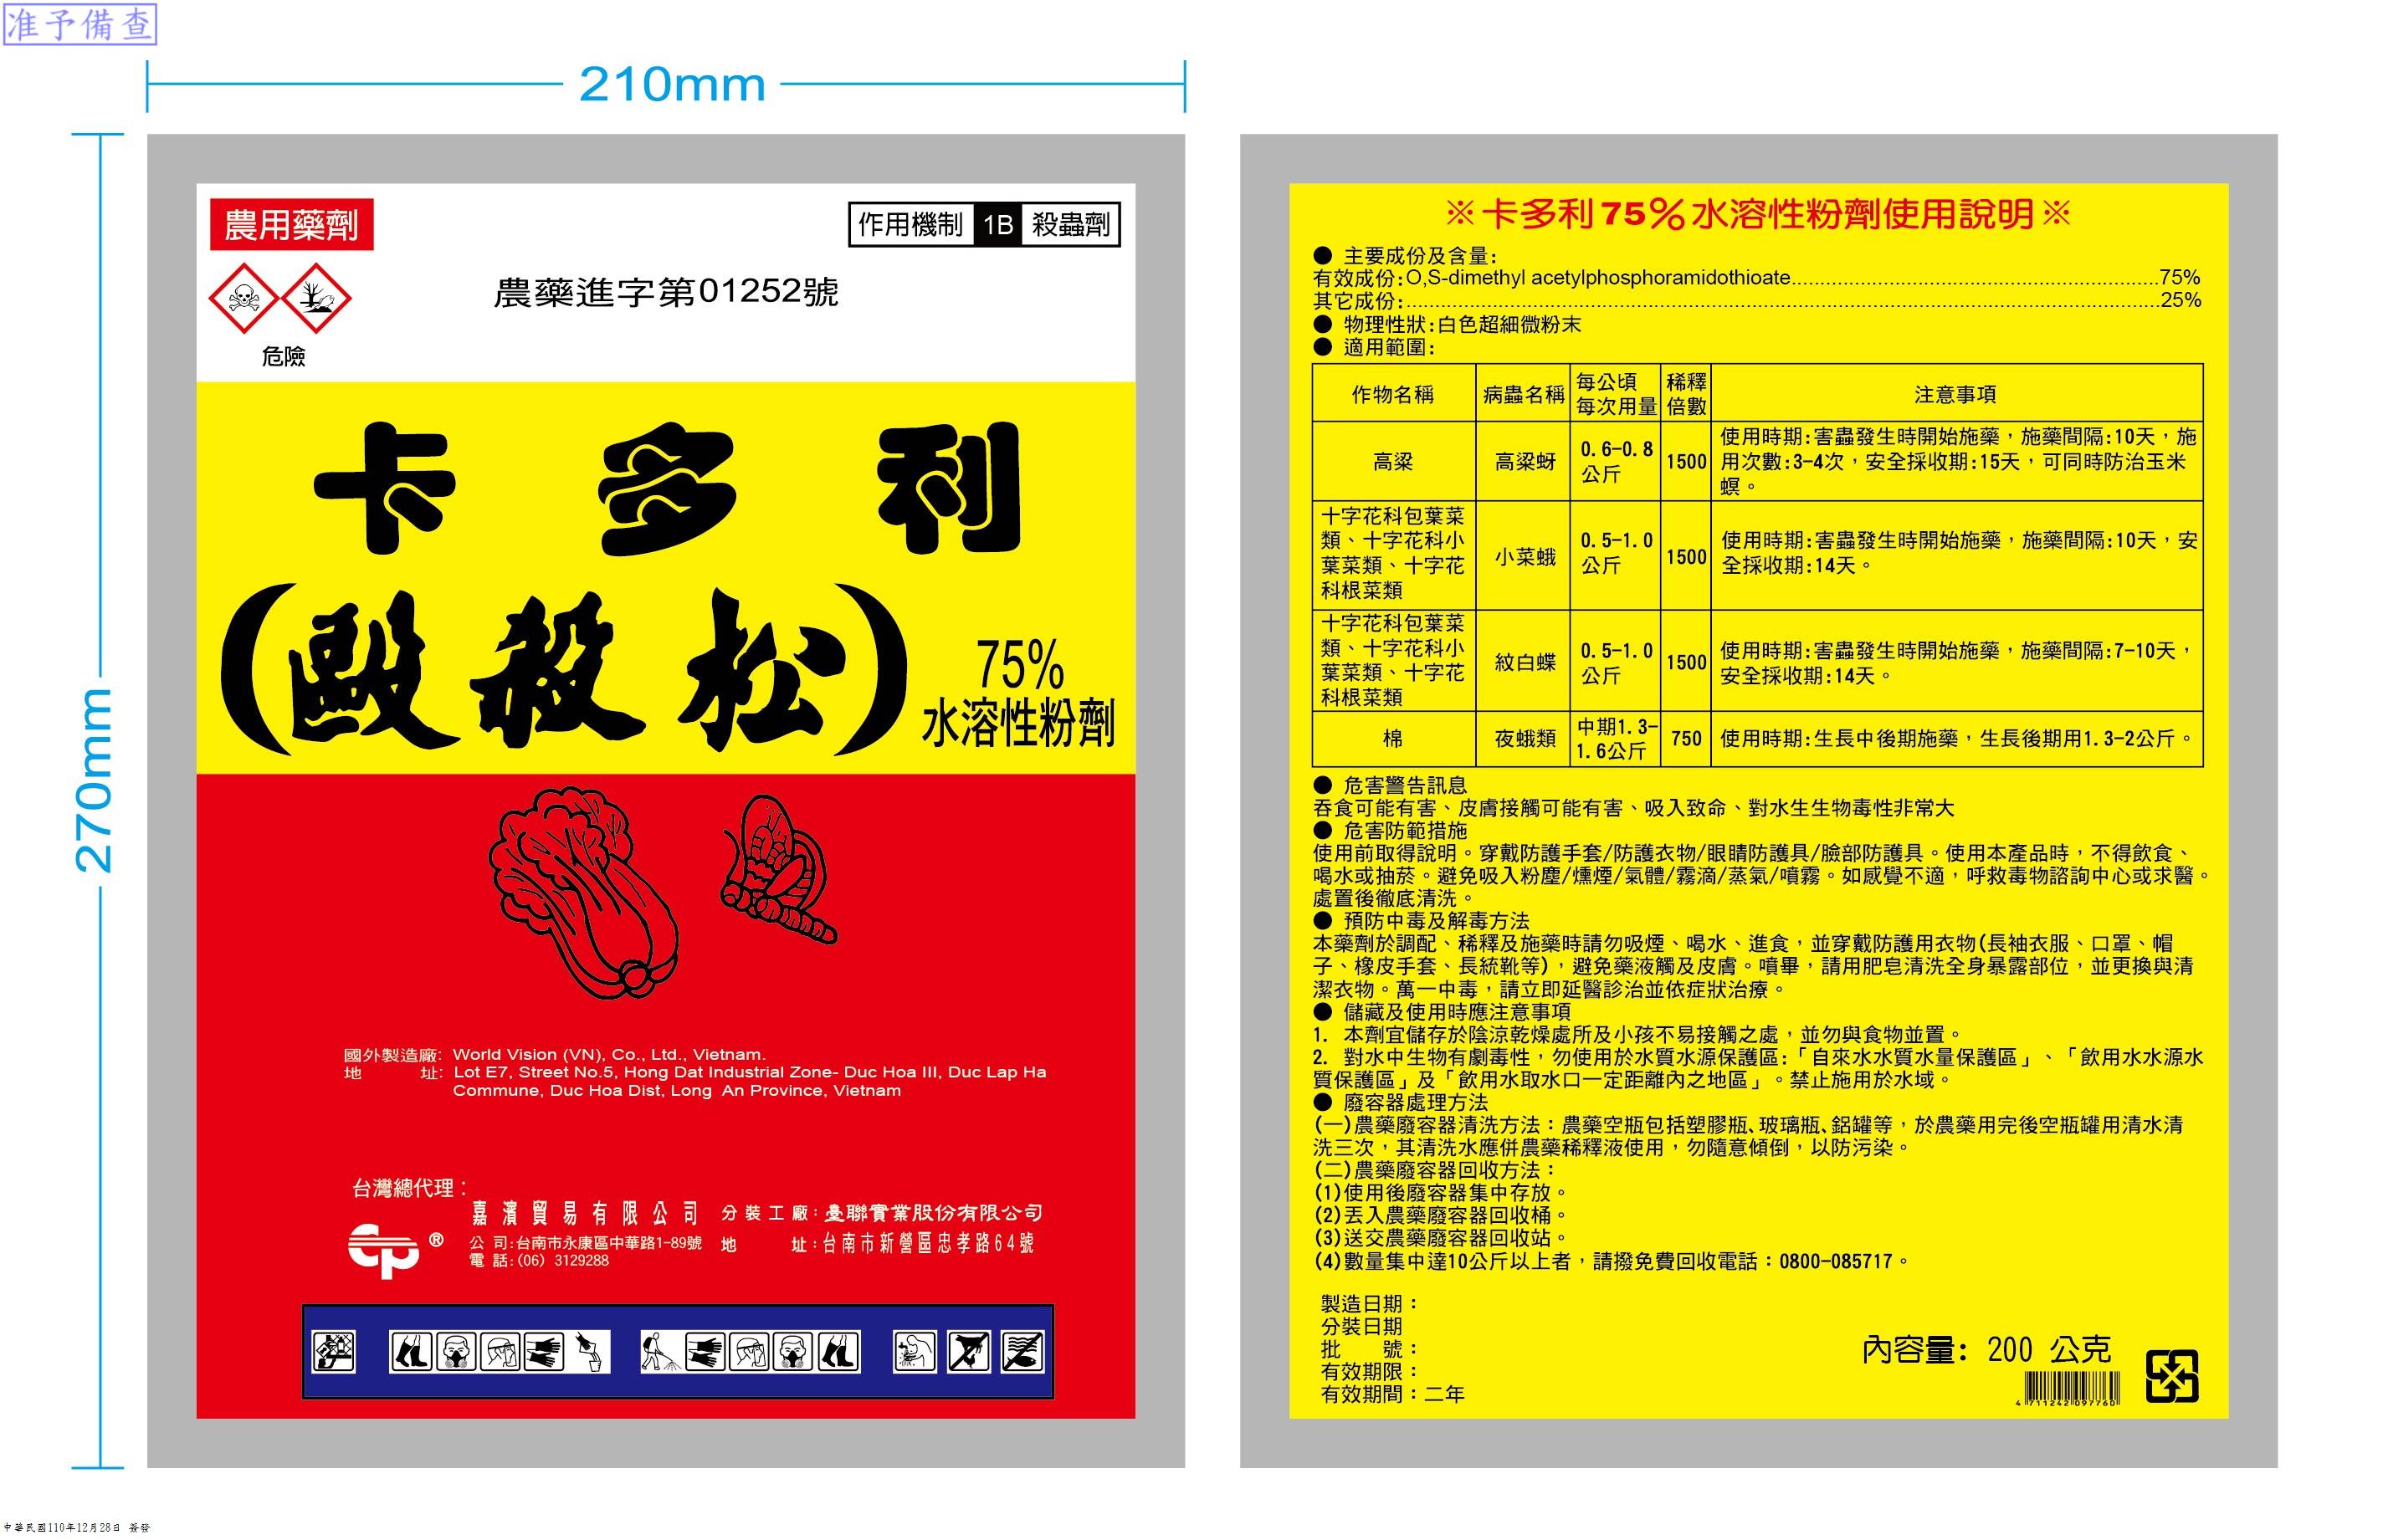 准予備查
210mm
270mm
農用藥劑
作用機制 1B 殺蟲劑
農藥進字第01252號
危險
卡多利
(毆殺松)
75%
水溶性粉劑
國外製造廠: World Vision (VN), Co., Ltd., Vietnam.
地 址: Lot E7, Street No.5, Hong Dat Industrial Zone- Duc Hoa III, Duc Lap Ha
Commune, Duc Hoa Dist, Long An Province, Vietnam
台灣總代理:
嘉濱貿易有限公司 分裝工廠:臺聯實業股份有限公司
Cp ®
公 司:台南市永康區中華路1-89號 地 址:台南市新營區忠孝路64號
電 話:(06) 3129288
※卡多利75%水溶性粉劑使用說明※
● 主要成份及含量:
有效成份:O,S-dimethyl acetylphosphoramidothioate............................................................75%
其它成份:............................................................25%
● 物理性狀:白色超細微粉末
● 適用範圍:
作物名稱 病蟲名稱 每公頃每次用量 稀釋倍數 注意事項
高粱 高粱蚜 0.6-0.8公斤 1500 使用時期:害蟲發生時開始施藥,施藥間隔:10天,施
用次數:3-4次,安全採收期:15天,可同時防治玉米
螟。
十字花科包葉菜
類、十字花科小
葉菜類、十字花
科根菜類
小菜蛾 0.5-1.0公斤 1500 使用時期:害蟲發生時開始施藥,施藥間隔:10天,安
全採收期:14天。
十字花科包葉菜
類、十字花科小
葉菜類、十字花
科根菜類
紋白蝶 0.5-1.0公斤 1500 使用時期:害蟲發生時開始施藥,施藥間隔:7-10天,
安全採收期:14天。
棉 夜蛾類 中期1.3-1.6公斤 750 使用時期:生長中後期施藥,生長後期用1.3-2公斤。
● 危害警告訊息
吞食可能有害、皮膚接觸可能有害、吸入致命、對水生生物毒性非常大
● 危害防範措施
使用前取得說明。穿戴防護手套/防護衣物/眼睛防護具/臉部防護具。使用本產品時,不得飲食、
喝水或抽菸。避免吸入粉塵/燻煙/氣體/霧滴/蒸氣/噴霧。如感覺不適,呼救毒物諮詢中心或求醫。
處置後徹底清洗。
● 預防中毒及解毒方法
本藥劑於調配、稀釋及施藥時請勿吸煙、喝水、進食,並穿戴防護用衣物(長袖衣服、口罩、帽
子、橡皮手套、長統靴等),避免藥液觸及皮膚。噴畢,請用肥皂清洗全身暴露部位,並更換與清
潔衣物。萬一中毒,請立即延醫診治並依症狀治療。
● 儲藏及使用時應注意事項
1. 本劑宜儲存於陰涼乾燥處所及小孩不易接觸之處,並勿與食物並置。
2. 對水中生物有劇毒性,勿使用於水質水源保護區:「自來水水質水量保護區」、「飲用水水源水
質保護區」及「飲用水取水口一定距離內之地區」。禁止施用於水域。
● 廢容器處理方法
(一)農藥廢容器清洗方法:農藥空瓶包括塑膠瓶、玻璃瓶、鋁罐等,於農藥用完後空瓶罐用清水清
洗三次,其清洗水應併農藥稀釋液使用,勿隨意傾倒,以防污染。
(二)農藥廢容器回收方法:
(1)使用後廢容器集中存放。
(2)丟入農藥廢容器回收桶。
(3)送交農藥廢容器回收站。
(4)數量集中達10公斤以上者,請撥免費回收電話:0800-085717。
製造日期:
分裝日期
批 號:
有效期限:
有效期間:二年
內容量: 200 公克
4 711242 097760
中華民國110年12月28日 簽發